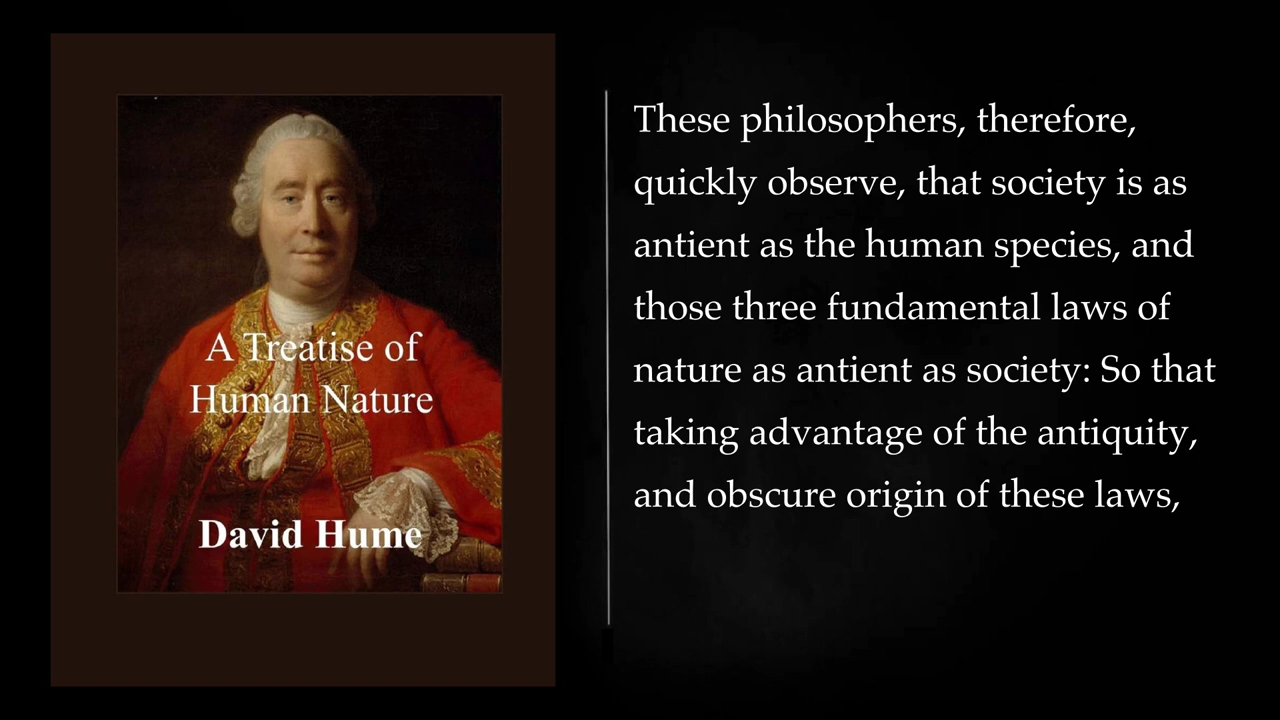 A Treatise of
Human Nature
David Hume
These philosophers, therefore,
quickly observe, that society is as
antient as the human species, and
those three fundamental laws of
nature as antient as society: So that
taking advantage of the antiquity,
and obscure origin of these laws,